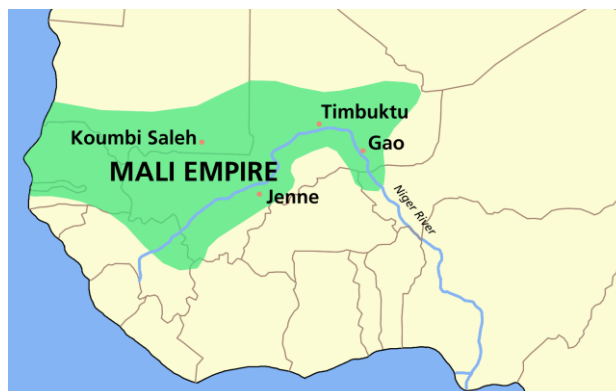 Timbuktu
Koumbi Saleh
Gao
MALI EMPIRE
Jenne
Niger River